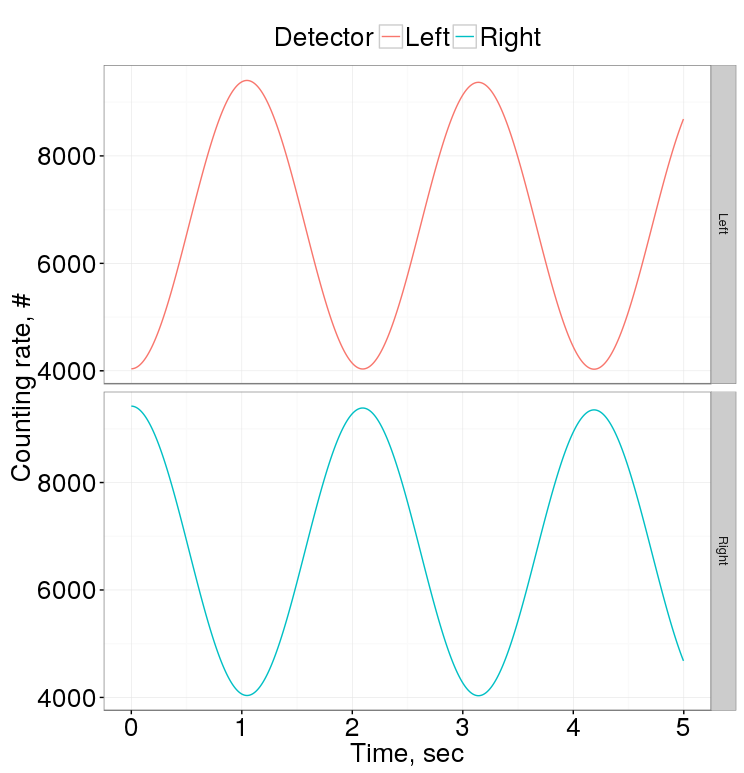 Detector Left Right
8000
6000
4000
Left
Counting rate, #
8000
6000
4000
Right
0 1 2 3 4 5
Time, sec